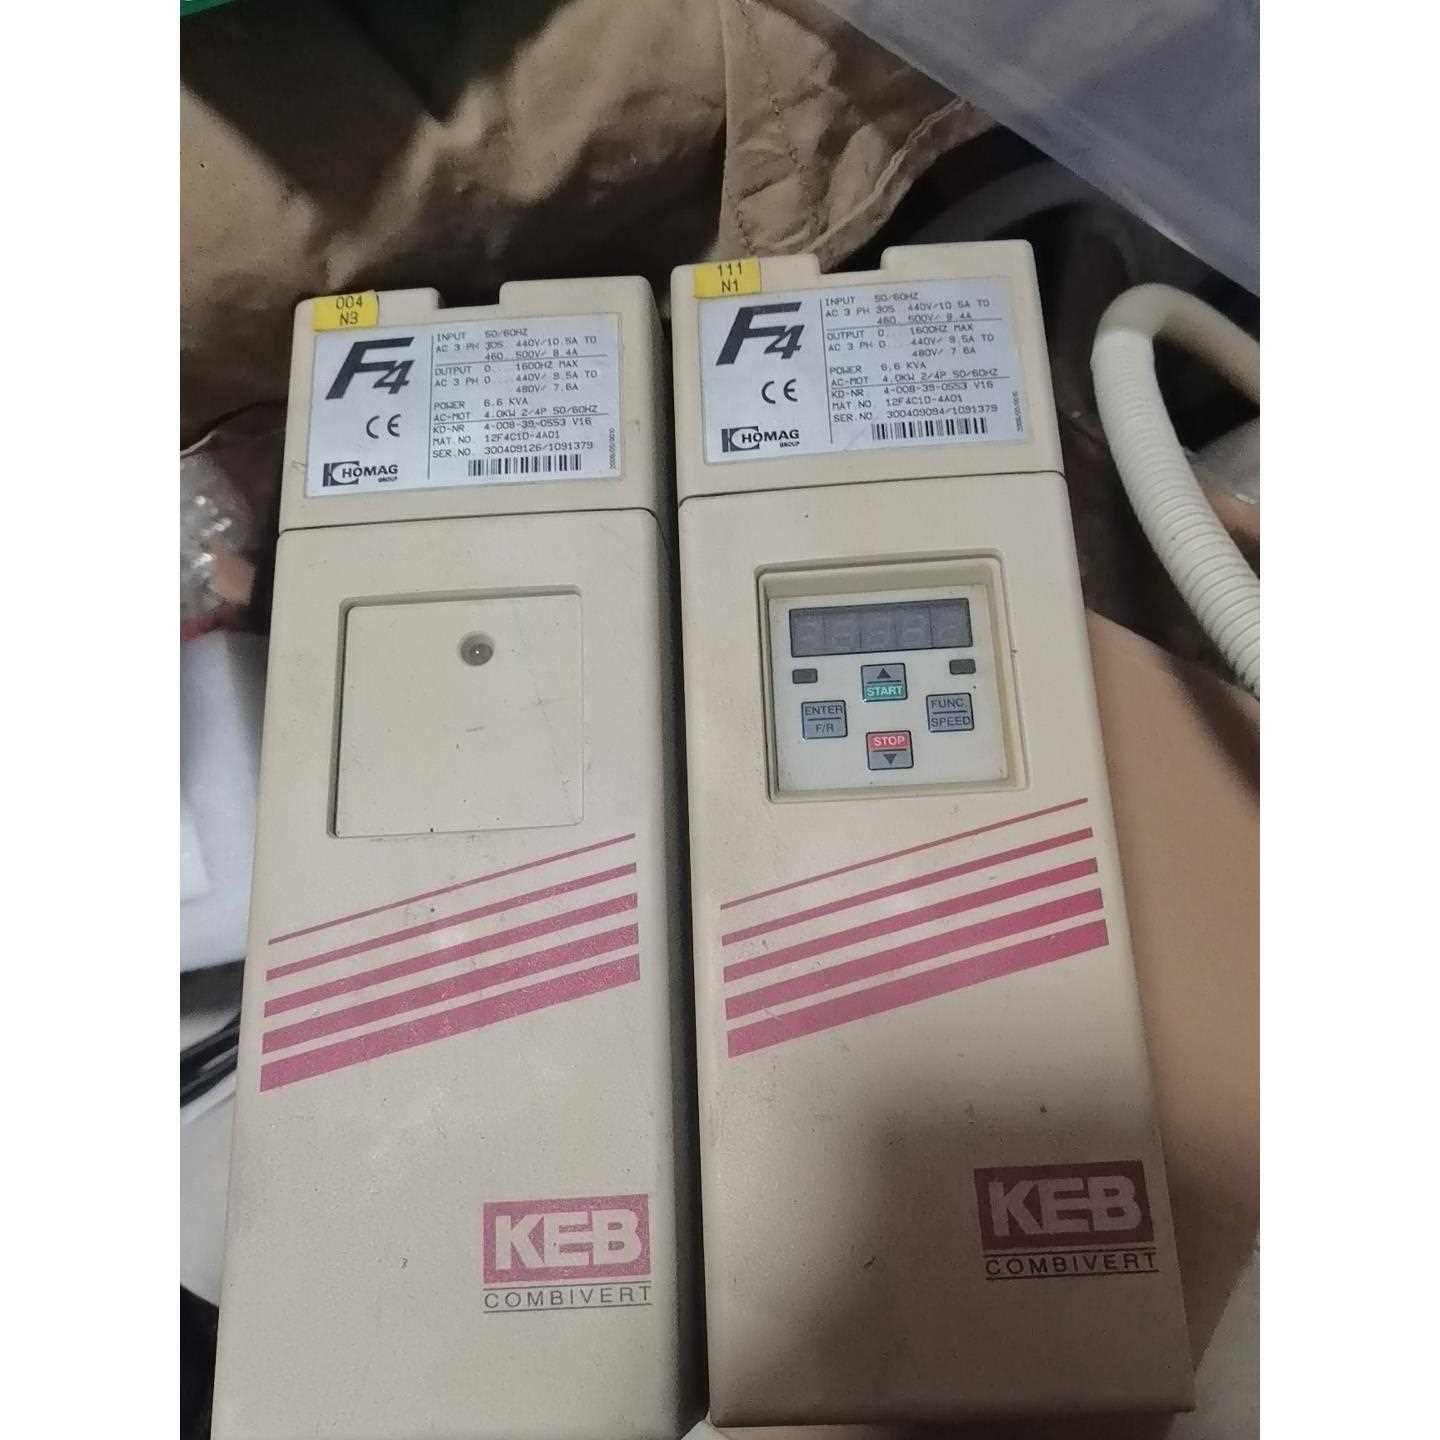 004
N3
F4
CE
HOMAG
GROUP
INPUT 50/60HZ
AC 3 PH 305 440V/10.5A TO
460 500V/ 8.4A
OUTPUT 0... 1600HZ MAX
AC 3 PH 0... 440V/ 9.5A TO
480V/ 7.6A
POWER 6.6 KVA
AC-MOT 4.0KW 2/4P 50/60HZ
KD-NR 4-008-39-0553 V16
MAT.NO. 12F4C1D-4A01
SER.NO. 300409126/1091379
KEB
COMBIVERT
111
N1
F4
CE
HOMAG
GROUP
INPUT 50/60HZ
AC 3 PH 305 440V/10.5A TO
460 500V/ 8.4A
OUTPUT 0... 1600HZ MAX
AC 3 PH 0... 440V/ 9.5A TO
480V/ 7.6A
POWER 6.6 KVA
AC-MOT 4.0KW 2/4P 50/60HZ
KD-NR 4-008-39-0553 V16
MAT NO. 12F4C1D-4A01
SER.NO. 300409094/1091379
START
ENTER
F/R
FUNC.
SPEED
STOP
KEB
COMBIVERT